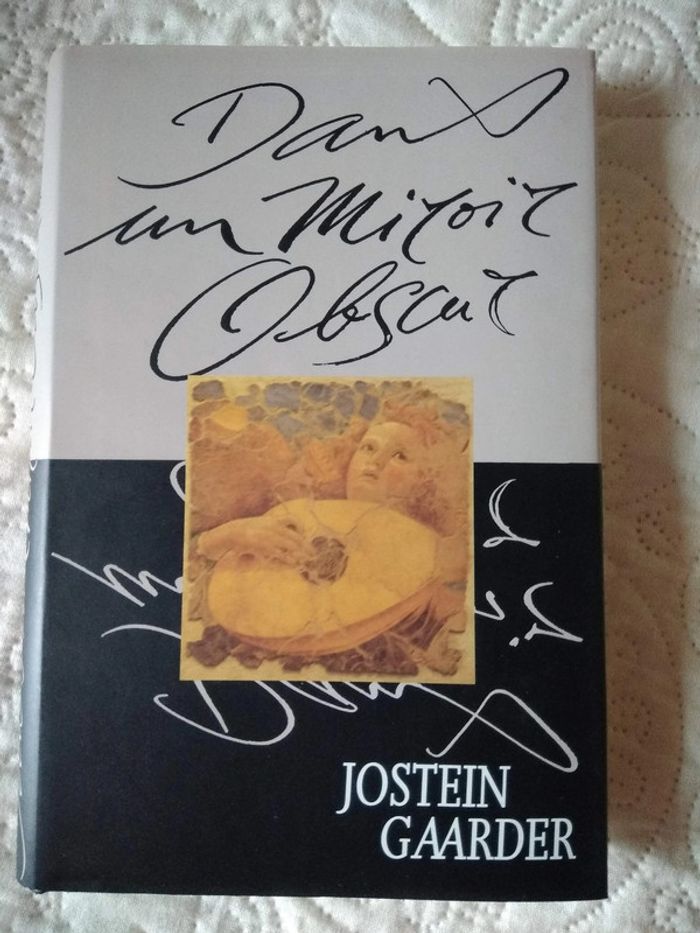 Dans
un Miroir
Obscur
JOSTEIN
GAARDER